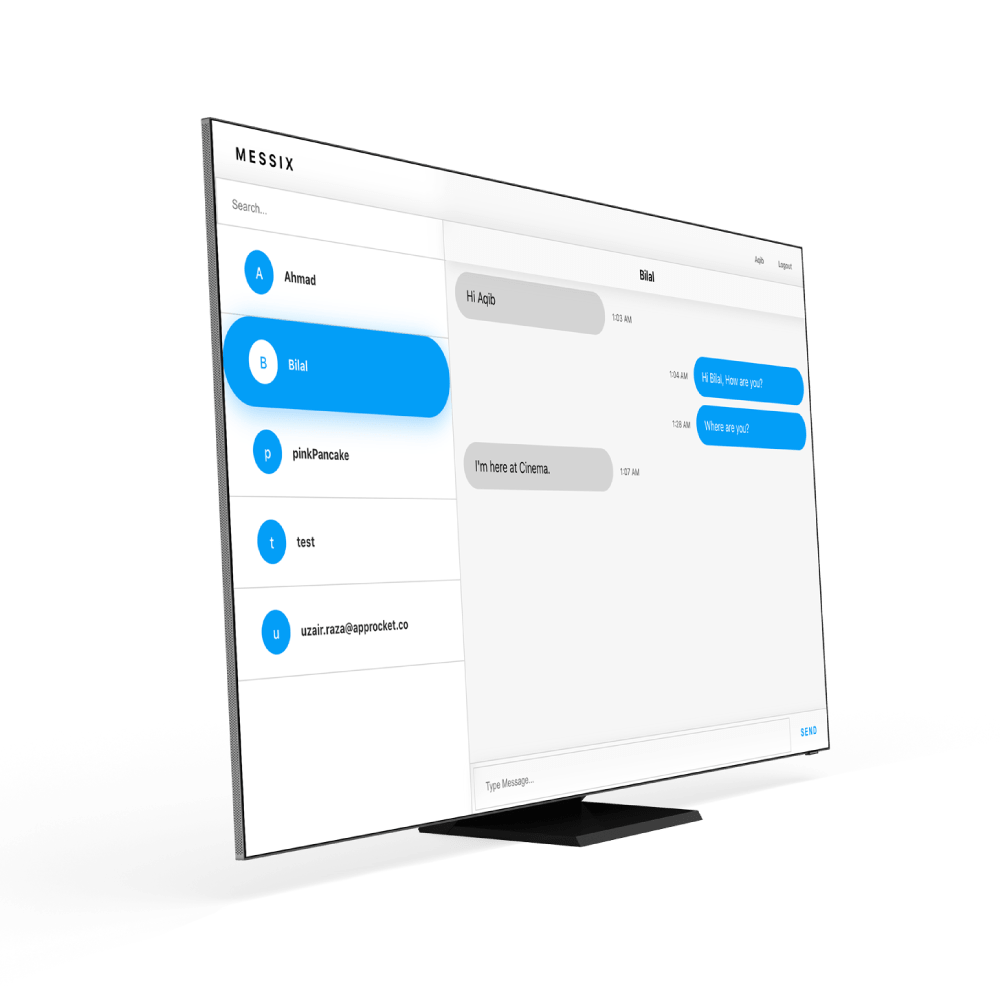 MESSIX
Aqib Logout
Search...
Bilal
A Ahmad
B Bilal
p pinkPancake
t test
u uzair.raza@approcket.co
Hi Aqib 1:03 AM
1:04 AM Hi Bilal, How are you?
1:26 AM Where are you?
I'm here at Cinema. 1:07 AM
Type Message...
SEND